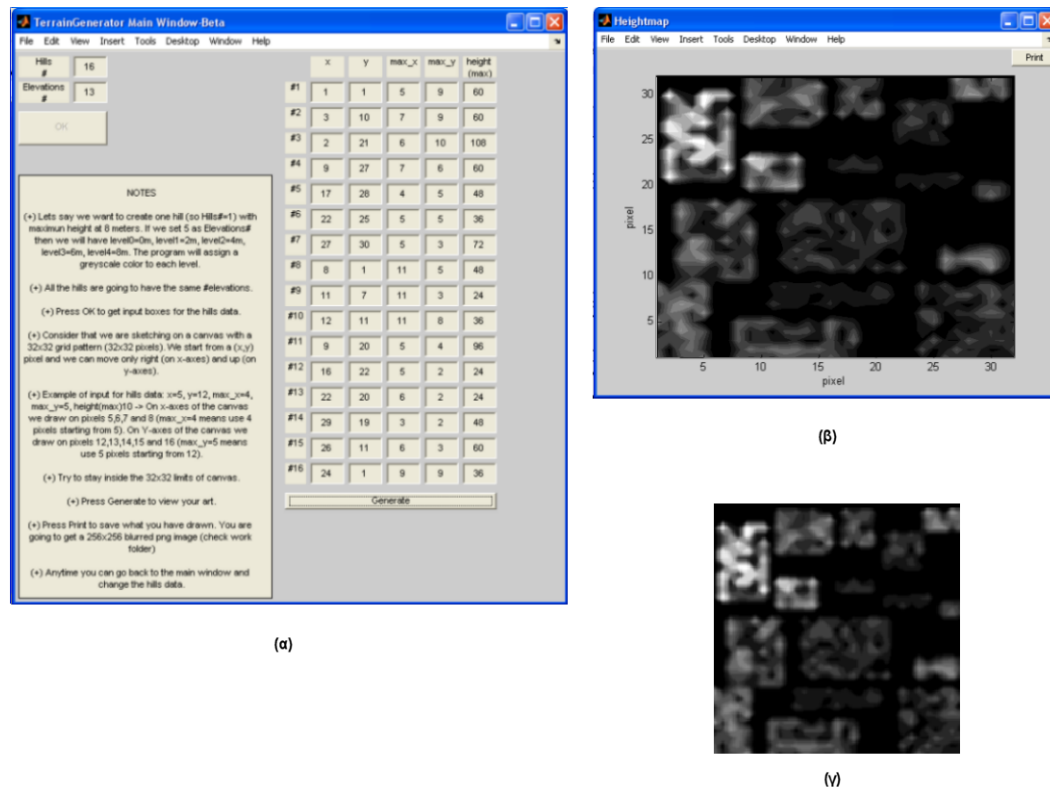 TerrainGenerator Main Window-Beta
File Edit View Insert Tools Desktop Window Help
Hills # 16
Elevations # 13
OK
x y max_x max_y height (max)
#1 1 1 5 9 60
#2 3 10 7 9 60
#3 2 21 6 10 108
#4 9 27 7 6 60
#5 17 28 4 5 48
#6 22 25 5 5 36
#7 27 30 5 3 72
#8 8 1 11 5 48
#9 11 7 11 3 24
#10 12 11 11 8 36
#11 9 20 5 4 96
#12 16 22 5 2 24
#13 22 20 6 2 24
#14 29 19 3 2 48
#15 26 11 6 3 60
#16 24 1 9 9 36
Generate
NOTES
(+) Lets say we want to create one hill (so Hills#=1) with
maximun height at 8 meters. If we set 5 as Elevations#
then we will have level0=0m, level1=2m, level2=4m,
level3=6m, level4=8m. The program will assign a
greyscale color to each level.
(+) All the hills are going to have the same #elevations.
(+) Press OK to get input boxes for the hills data.
(+) Consider that we are sketching on a canvas with a
32x32 grid pattern (32x32 pixels). We start from a (x,y)
pixel and we can move only right (on x-axes) and up (on
y-axes).
(+) Example of input for hills data: x=5, y=12, max_x=4,
max_y=5, height(max)10 -> On x-axes of the canvas
we draw on pixels 5,6,7 and 8 (max_x=4 means use 4
pixels starting from 5). On Y-axes of the canvas we
draw on pixels 12,13,14,15 and 16 (max_y=5 means
use 5 pixels starting from 12).
(+) Try to stay inside the 32x32 limits of canvas.
(+) Press Generate to view your art.
(+) Press Print to save what you have drawn. You are
going to get a 256x256 blurred png image (check work
folder)
(+) Anytime you can go back to the main window and
change the hills data.
(α)
Heightmap
File Edit View Insert Tools Desktop Window Help
Print
30
25
20
15
10
5
pixel
5 10 15 20 25 30
pixel
(β)
(γ)